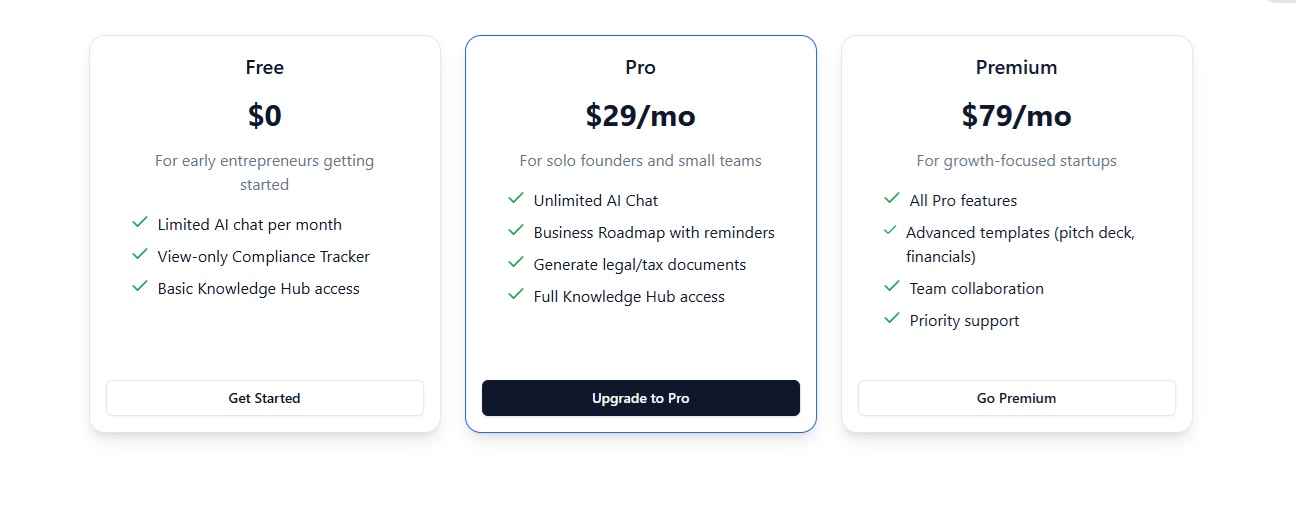 Free
$0
For early entrepreneurs getting
started
Limited AI chat per month
View-only Compliance Tracker
Basic Knowledge Hub access
Get Started
Pro
$29/mo
For solo founders and small teams
Unlimited AI Chat
Business Roadmap with reminders
Generate legal/tax documents
Full Knowledge Hub access
Upgrade to Pro
Premium
$79/mo
For growth-focused startups
All Pro features
Advanced templates (pitch deck,
financials)
Team collaboration
Priority support
Go Premium